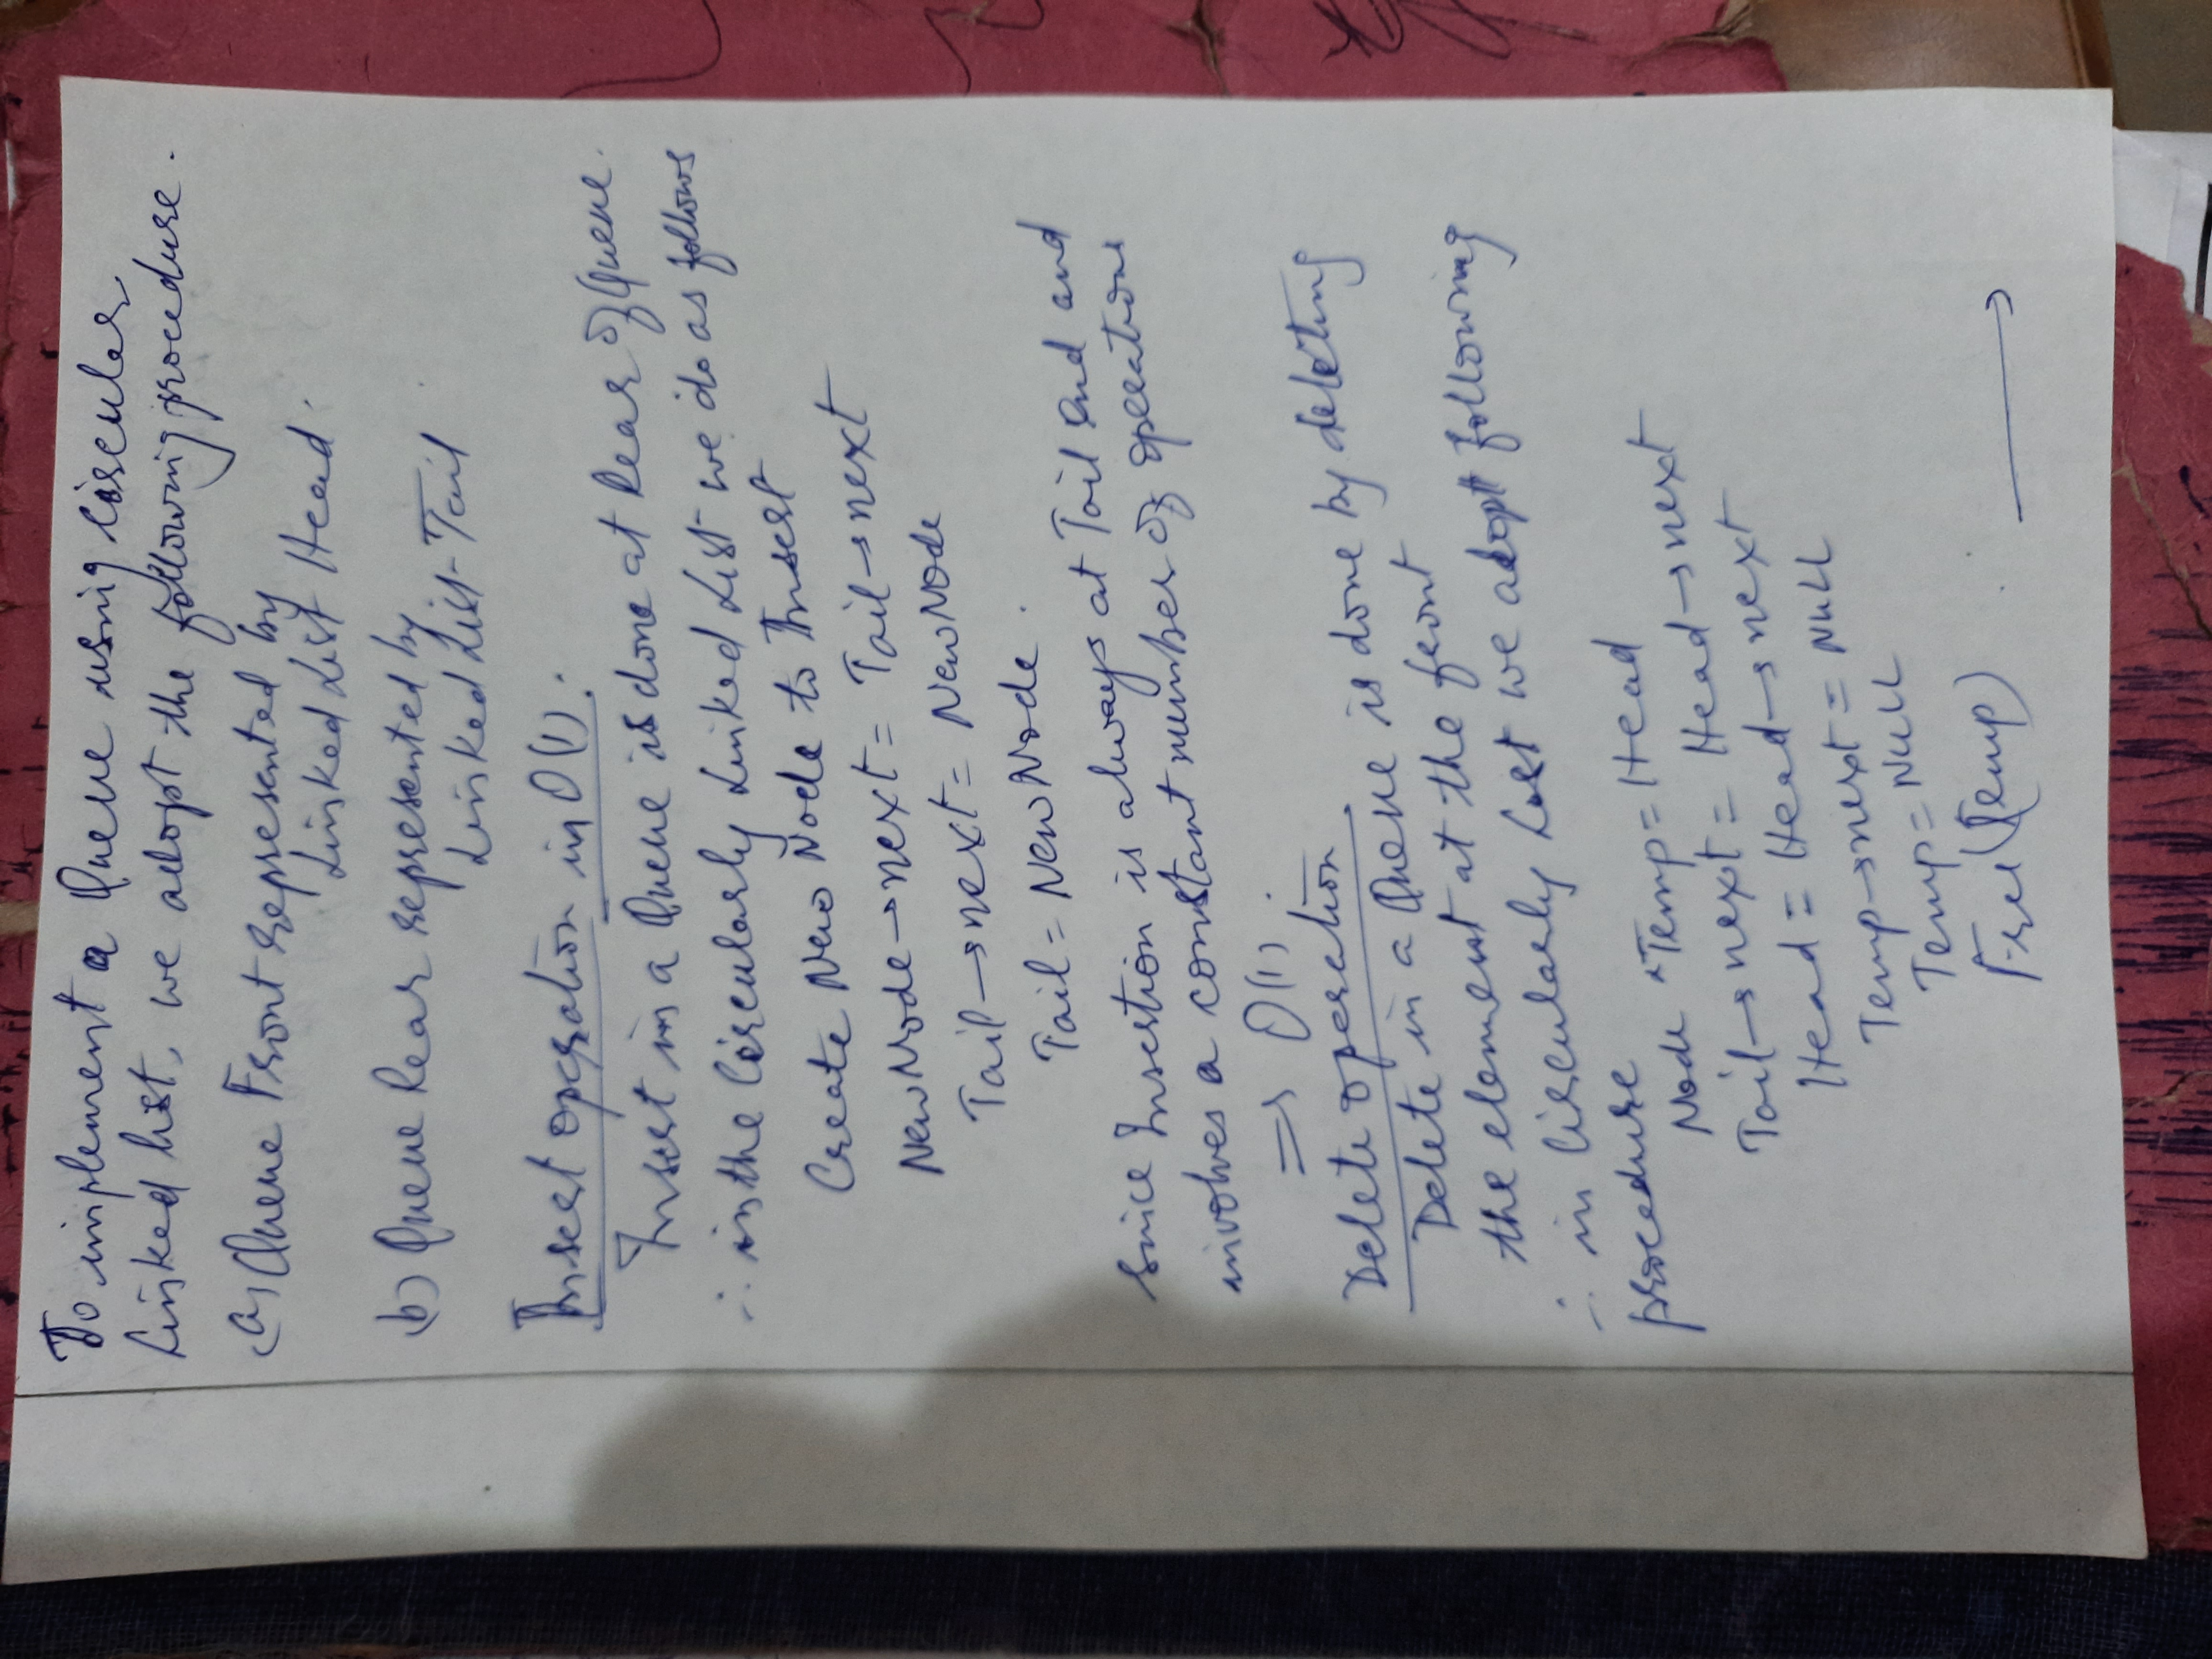 To implement a Queue using Circular
Linked list, we adopt the following procedure.
(a) Queue Front represented by
Linked List Head.
(b) Queue Rear represented by
Linked List Tail
Insert operation in O(1):
Insert in a Queue is done at Rear of Queue.
∴ in the Circularly Linked List we do as follows
Create New Node to Insert
NewNode→next = Tail→next
Tail→next = NewNode
Tail = NewNode.
Since Insertion is always at Tail end and
involves a constant number of operations
⇒ O(1).
Delete operation
Delete in a Queue is done by deleting
the element at the front
∴ in Circularly List we adopt following
procedure
Node *Temp = Head
Tail→next = Head→next
Head = Head→next
Temp→next = NULL
Temp = NULL
Free(Temp)
→